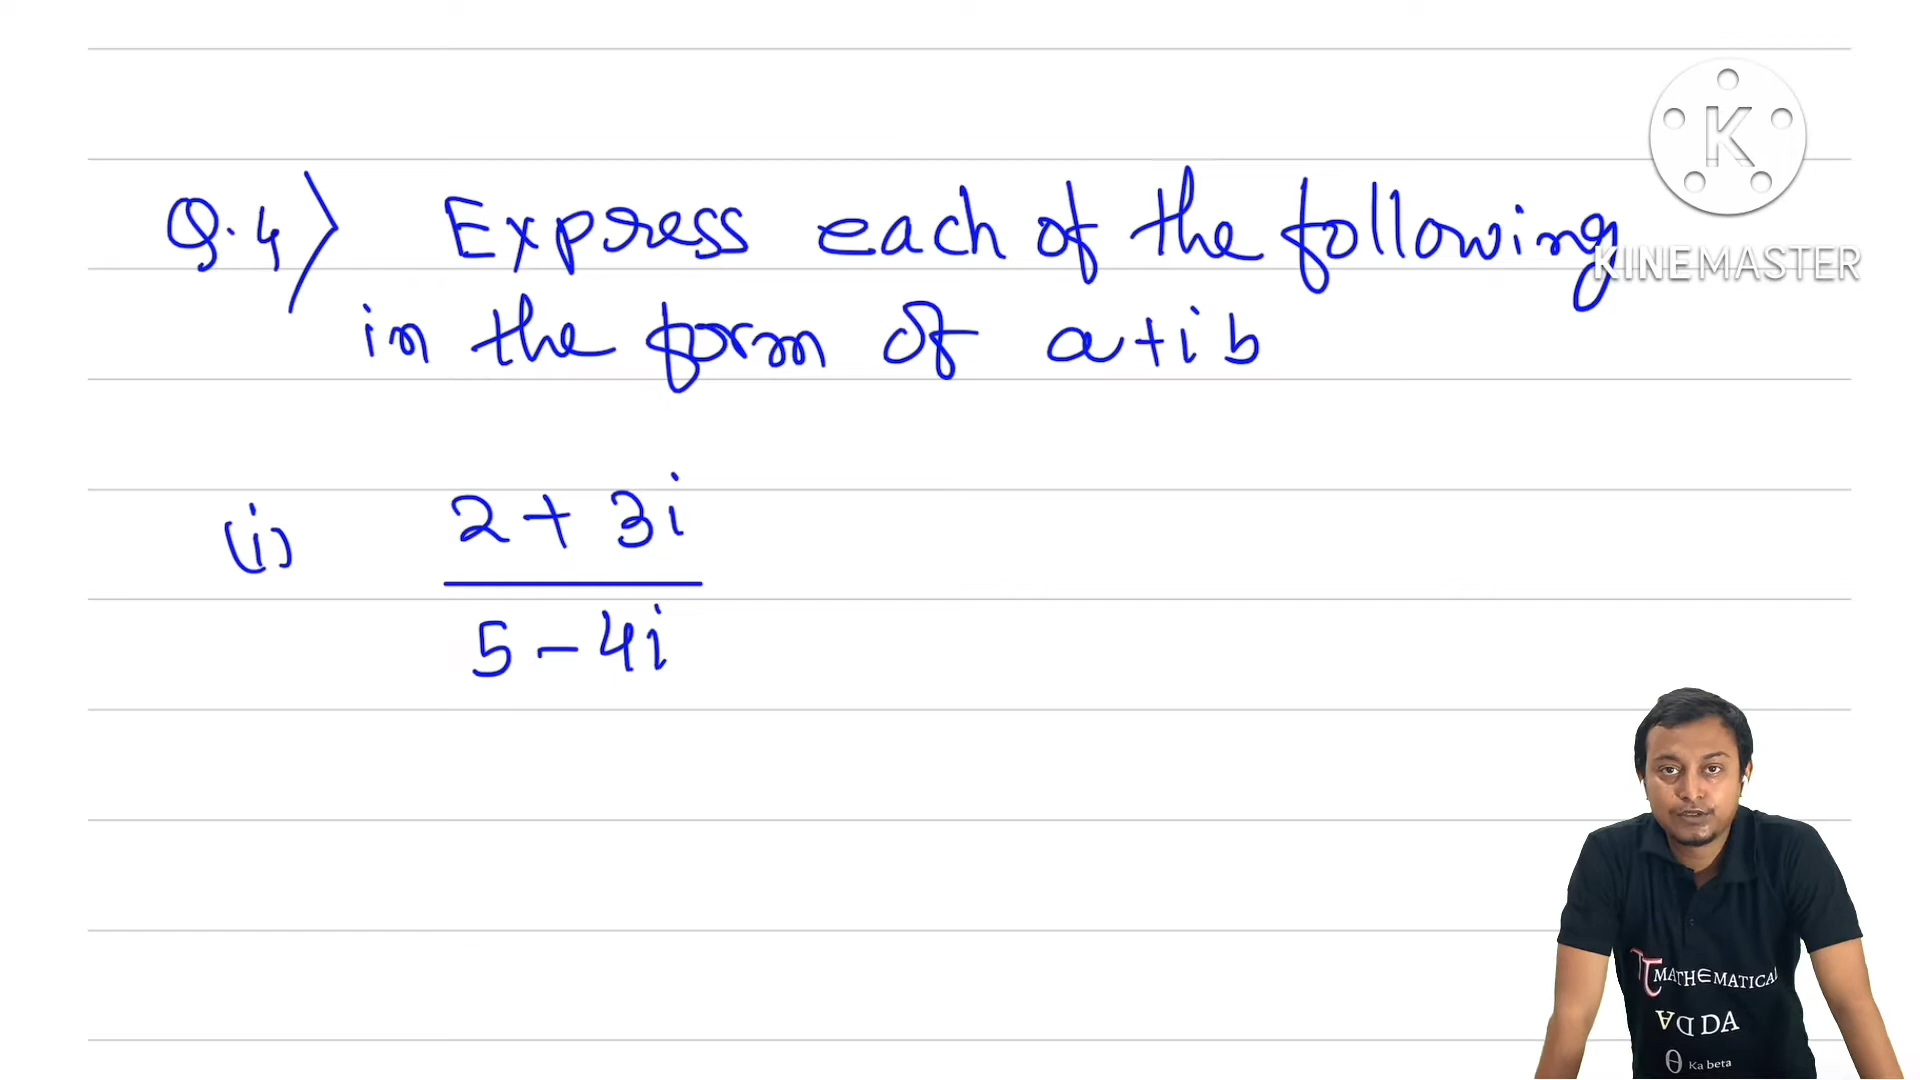 K
KINEMASTER
Q.4) Express each of the following
in the form of a+ib
(i) 2+3i
5-4i
MATHEMATICAL
ADDA
θ Ka beta